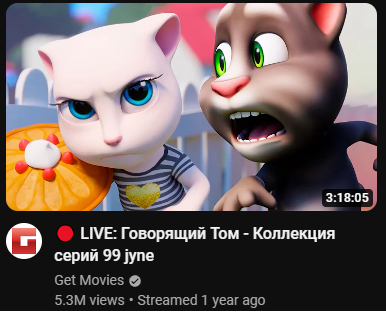 3:18:05
🔴 LIVE: Говорящий Том - Коллекция
серий 99 jyne
Get Movies
5.3M views • Streamed 1 year ago